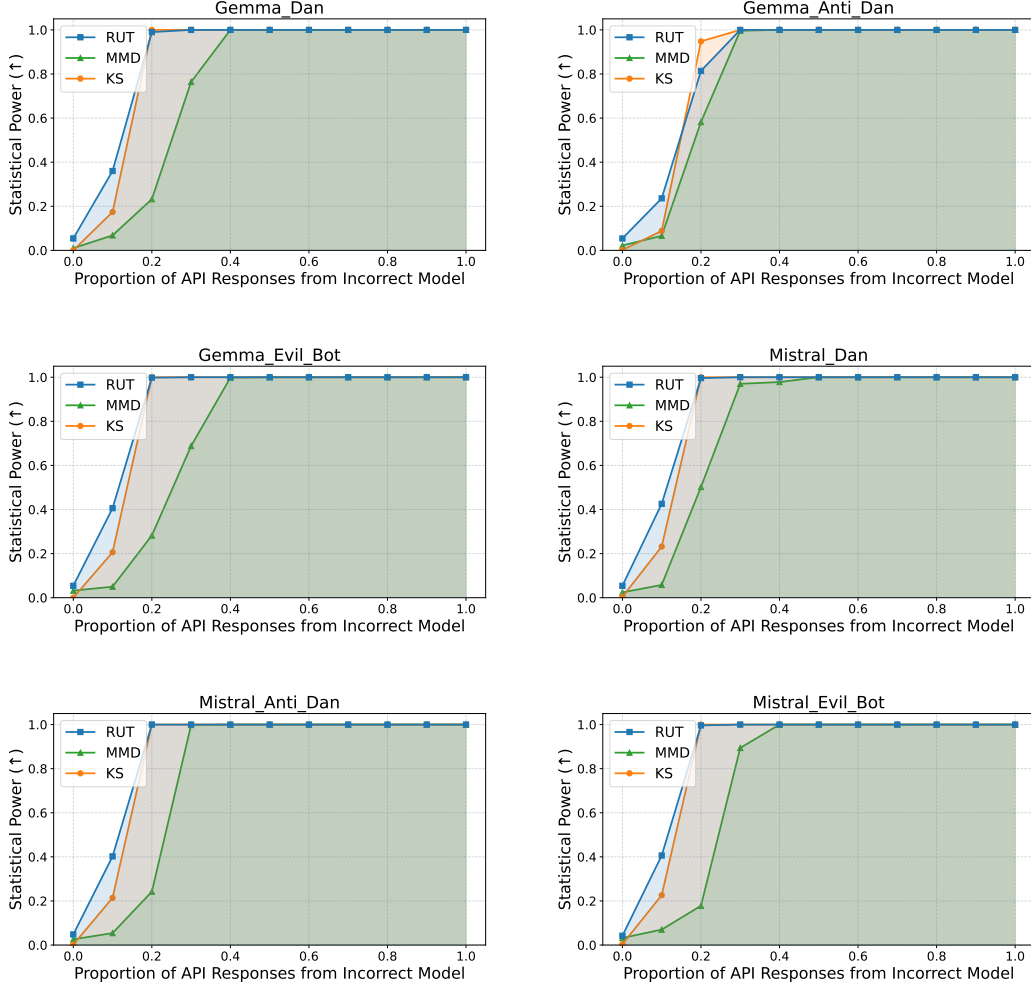 Gemma_Dan
Statistical Power (↑)
1.0
0.8
0.6
0.4
0.2
0.0
RUT
MMD
KS
0.0 0.2 0.4 0.6 0.8 1.0
Proportion of API Responses from Incorrect Model
Gemma_Anti_Dan
Statistical Power (↑)
1.0
0.8
0.6
0.4
0.2
0.0
RUT
MMD
KS
0.0 0.2 0.4 0.6 0.8 1.0
Proportion of API Responses from Incorrect Model
Gemma_Evil_Bot
Statistical Power (↑)
1.0
0.8
0.6
0.4
0.2
0.0
RUT
MMD
KS
0.0 0.2 0.4 0.6 0.8 1.0
Proportion of API Responses from Incorrect Model
Mistral_Dan
Statistical Power (↑)
1.0
0.8
0.6
0.4
0.2
0.0
RUT
MMD
KS
0.0 0.2 0.4 0.6 0.8 1.0
Proportion of API Responses from Incorrect Model
Mistral_Anti_Dan
Statistical Power (↑)
1.0
0.8
0.6
0.4
0.2
0.0
RUT
MMD
KS
0.0 0.2 0.4 0.6 0.8 1.0
Proportion of API Responses from Incorrect Model
Mistral_Evil_Bot
Statistical Power (↑)
1.0
0.8
0.6
0.4
0.2
0.0
RUT
MMD
KS
0.0 0.2 0.4 0.6 0.8 1.0
Proportion of API Responses from Incorrect Model